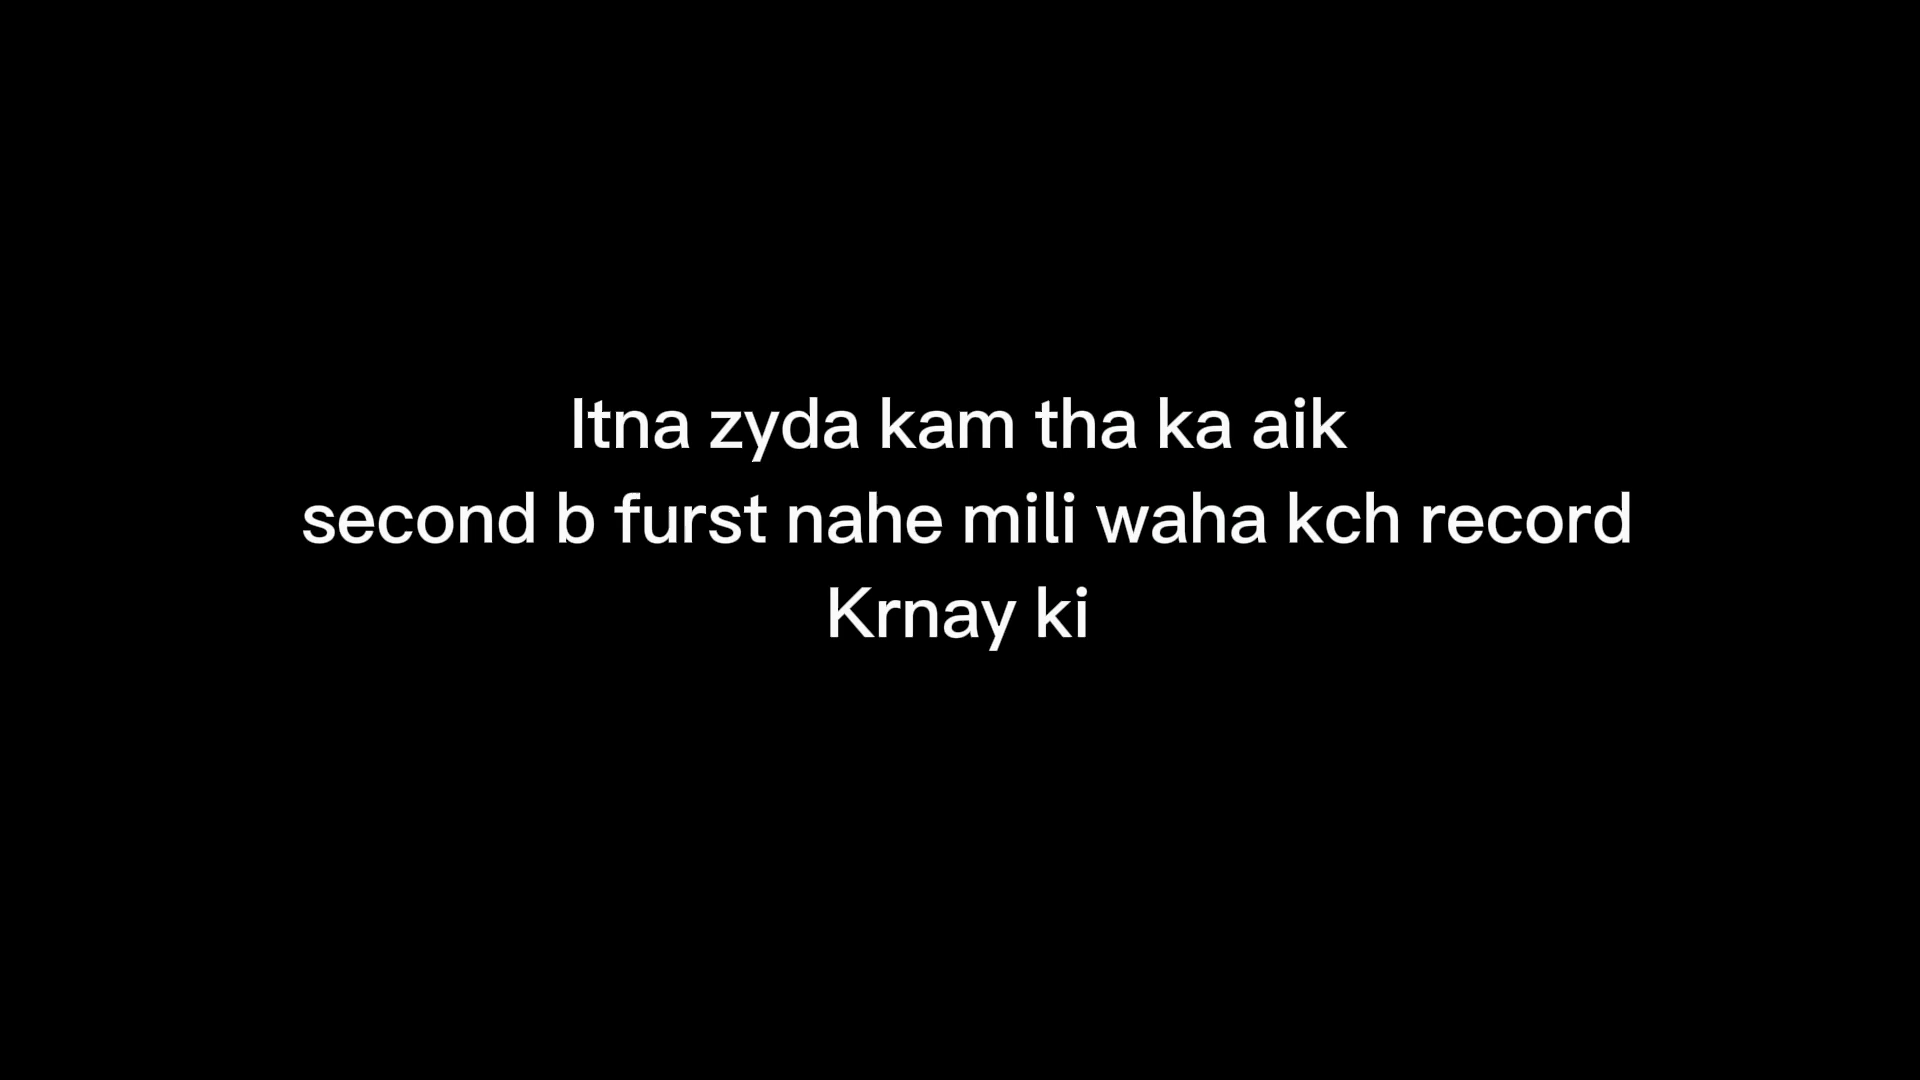 Itna zyda kam tha ka aik
second b furst nahe mili waha kch record
Krnay ki